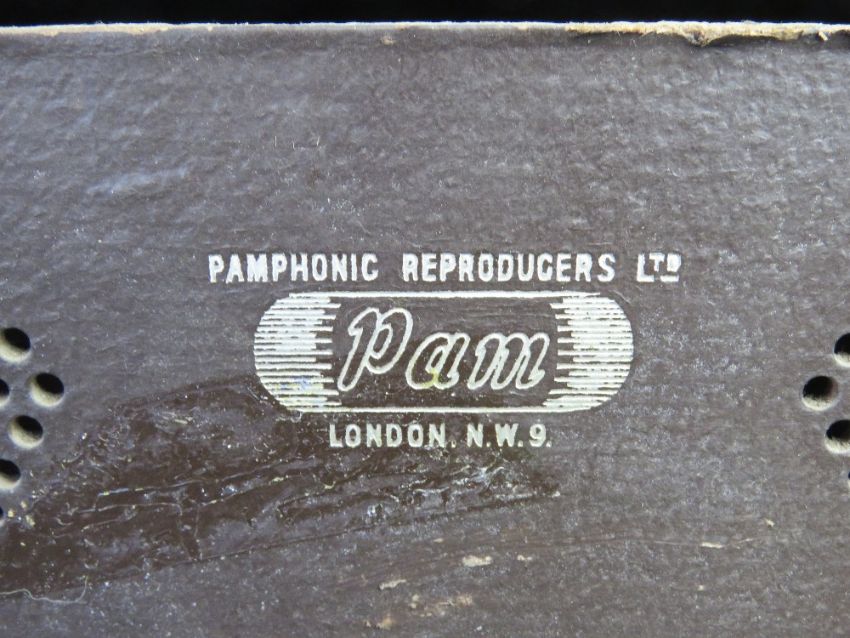 PAMPHONIC REPRODUCERS LTD
Pam
LONDON. N.W.9.